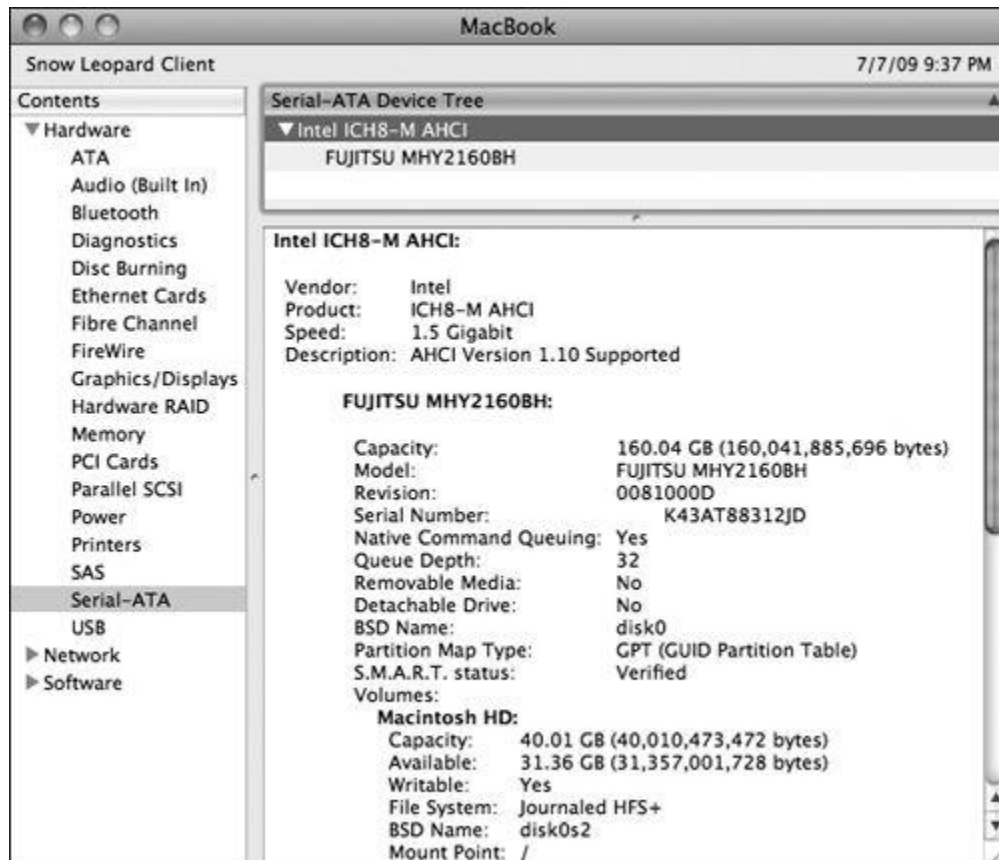 MacBook
Snow Leopard Client
7/7/09 9:37 PM
Contents
Hardware
ATA
Audio (Built In)
Bluetooth
Diagnostics
Disc Burning
Ethernet Cards
Fibre Channel
FireWire
Graphics/Displays
Hardware RAID
Memory
PCI Cards
Parallel SCSI
Power
Printers
SAS
Serial-ATA
USB
Network
Software
Serial-ATA Device Tree
Intel ICH8-M AHCI
FUJITSU MHY2160BH
Intel ICH8-M AHCI:
Vendor: Intel
Product: ICH8-M AHCI
Speed: 1.5 Gigabit
Description: AHCI Version 1.10 Supported
FUJITSU MHY2160BH:
Capacity: 160.04 GB (160,041,885,696 bytes)
Model: FUJITSU MHY2160BH
Revision: 0081000D
Serial Number: K43AT88312JD
Native Command Queuing: Yes
Queue Depth: 32
Removable Media: No
Detachable Drive: No
BSD Name: disk0
Partition Map Type: GPT (GUID Partition Table)
S.M.A.R.T. status: Verified
Volumes:
Macintosh HD:
Capacity: 40.01 GB (40,010,473,472 bytes)
Available: 31.36 GB (31,357,001,728 bytes)
Writable: Yes
File System: Journaled HFS+
BSD Name: disk0s2
Mount Point: /